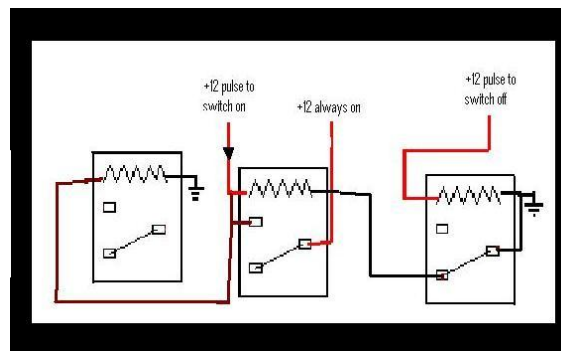 +12 pulse to
switch on
+12 always on
+12 pulse to
switch off